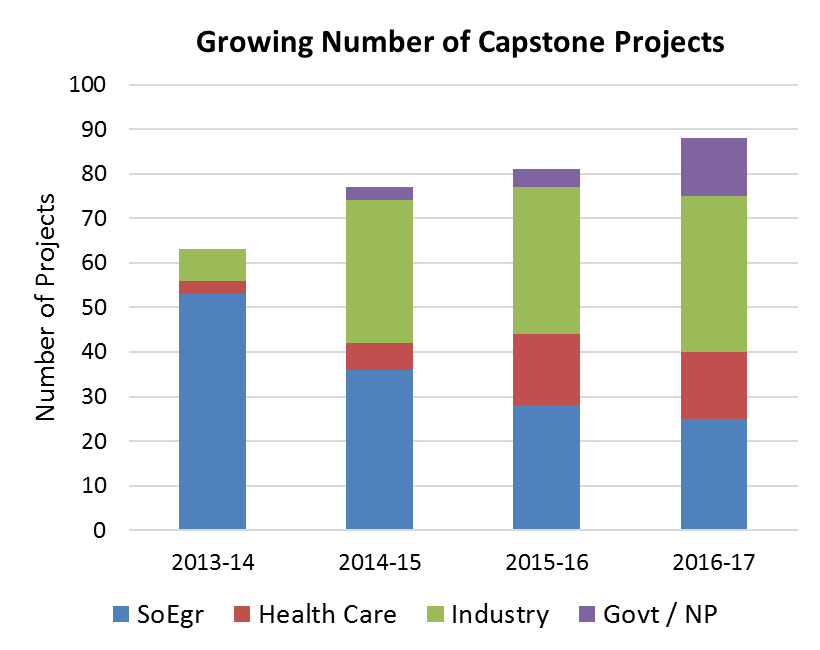 Growing Number of Capstone Projects
100
90
80
70
60
50
40
30
20
10
0
Number of Projects
2013-14 2014-15 2015-16 2016-17
SoEgr Health Care Industry Govt / NP